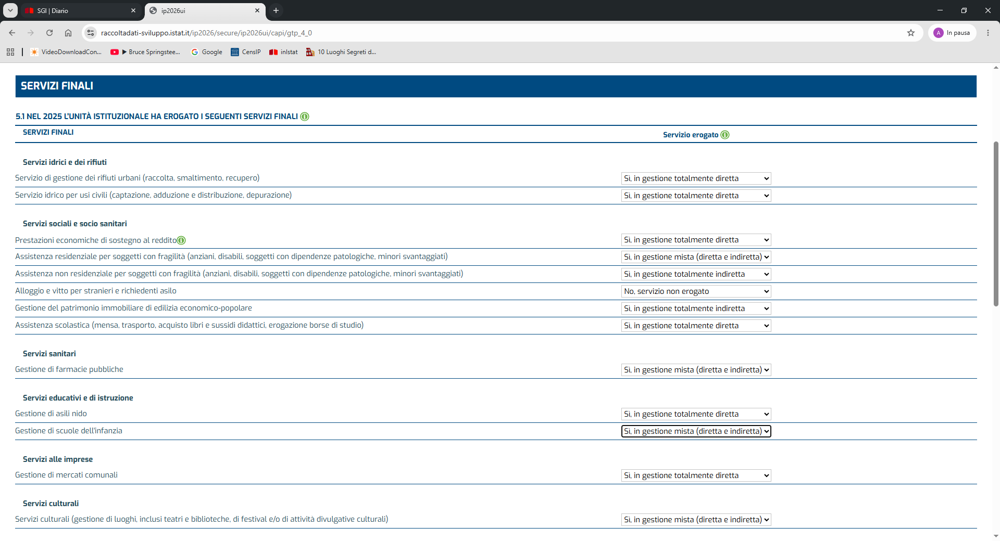 SGI | Diario
ip2026ui
raccoltadati-sviluppo.istat.it/ip2026/secure/ip2026ui/capi/gtp_4_0
A In pausa
VideoDownloadCon... ▶ Bruce Springstee... Google CensIP inIstat 10 Luoghi Segreti d...
SERVIZI FINALI
5.1 NEL 2025 L'UNITÀ ISTITUZIONALE HA EROGATO I SEGUENTI SERVIZI FINALI
SERVIZI FINALI Servizio erogato
Servizi idrici e dei rifiuti
Servizio di gestione dei rifiuti urbani (raccolta, smaltimento, recupero) Sì, in gestione totalmente diretta
Servizio idrico per usi civili (captazione, adduzione e distribuzione, depurazione) Sì, in gestione totalmente diretta
Servizi sociali e socio sanitari
Prestazioni economiche di sostegno al reddito Sì, in gestione totalmente diretta
Assistenza residenziale per soggetti con fragilità (anziani, disabili, soggetti con dipendenze patologiche, minori svantaggiati) Sì, in gestione mista (diretta e indiretta)
Assistenza non residenziale per soggetti con fragilità (anziani, disabili, soggetti con dipendenze patologiche, minori svantaggiati) Sì, in gestione totalmente indiretta
Alloggio e vitto per stranieri e richiedenti asilo No, servizio non erogato
Gestione del patrimonio immobiliare di edilizia economico-popolare Sì, in gestione totalmente indiretta
Assistenza scolastica (mensa, trasporto, acquisto libri e sussidi didattici, erogazione borse di studio) Sì, in gestione totalmente diretta
Servizi sanitari
Gestione di farmacie pubbliche Sì, in gestione mista (diretta e indiretta)
Servizi educativi e di istruzione
Gestione di asili nido Sì, in gestione totalmente diretta
Gestione di scuole dell'infanzia Sì, in gestione mista (diretta e indiretta)
Servizi alle imprese
Gestione di mercati comunali Sì, in gestione totalmente diretta
Servizi culturali
Servizi culturali (gestione di luoghi, inclusi teatri e biblioteche, di festival e/o di attività divulgative culturali) Sì, in gestione mista (diretta e indiretta)